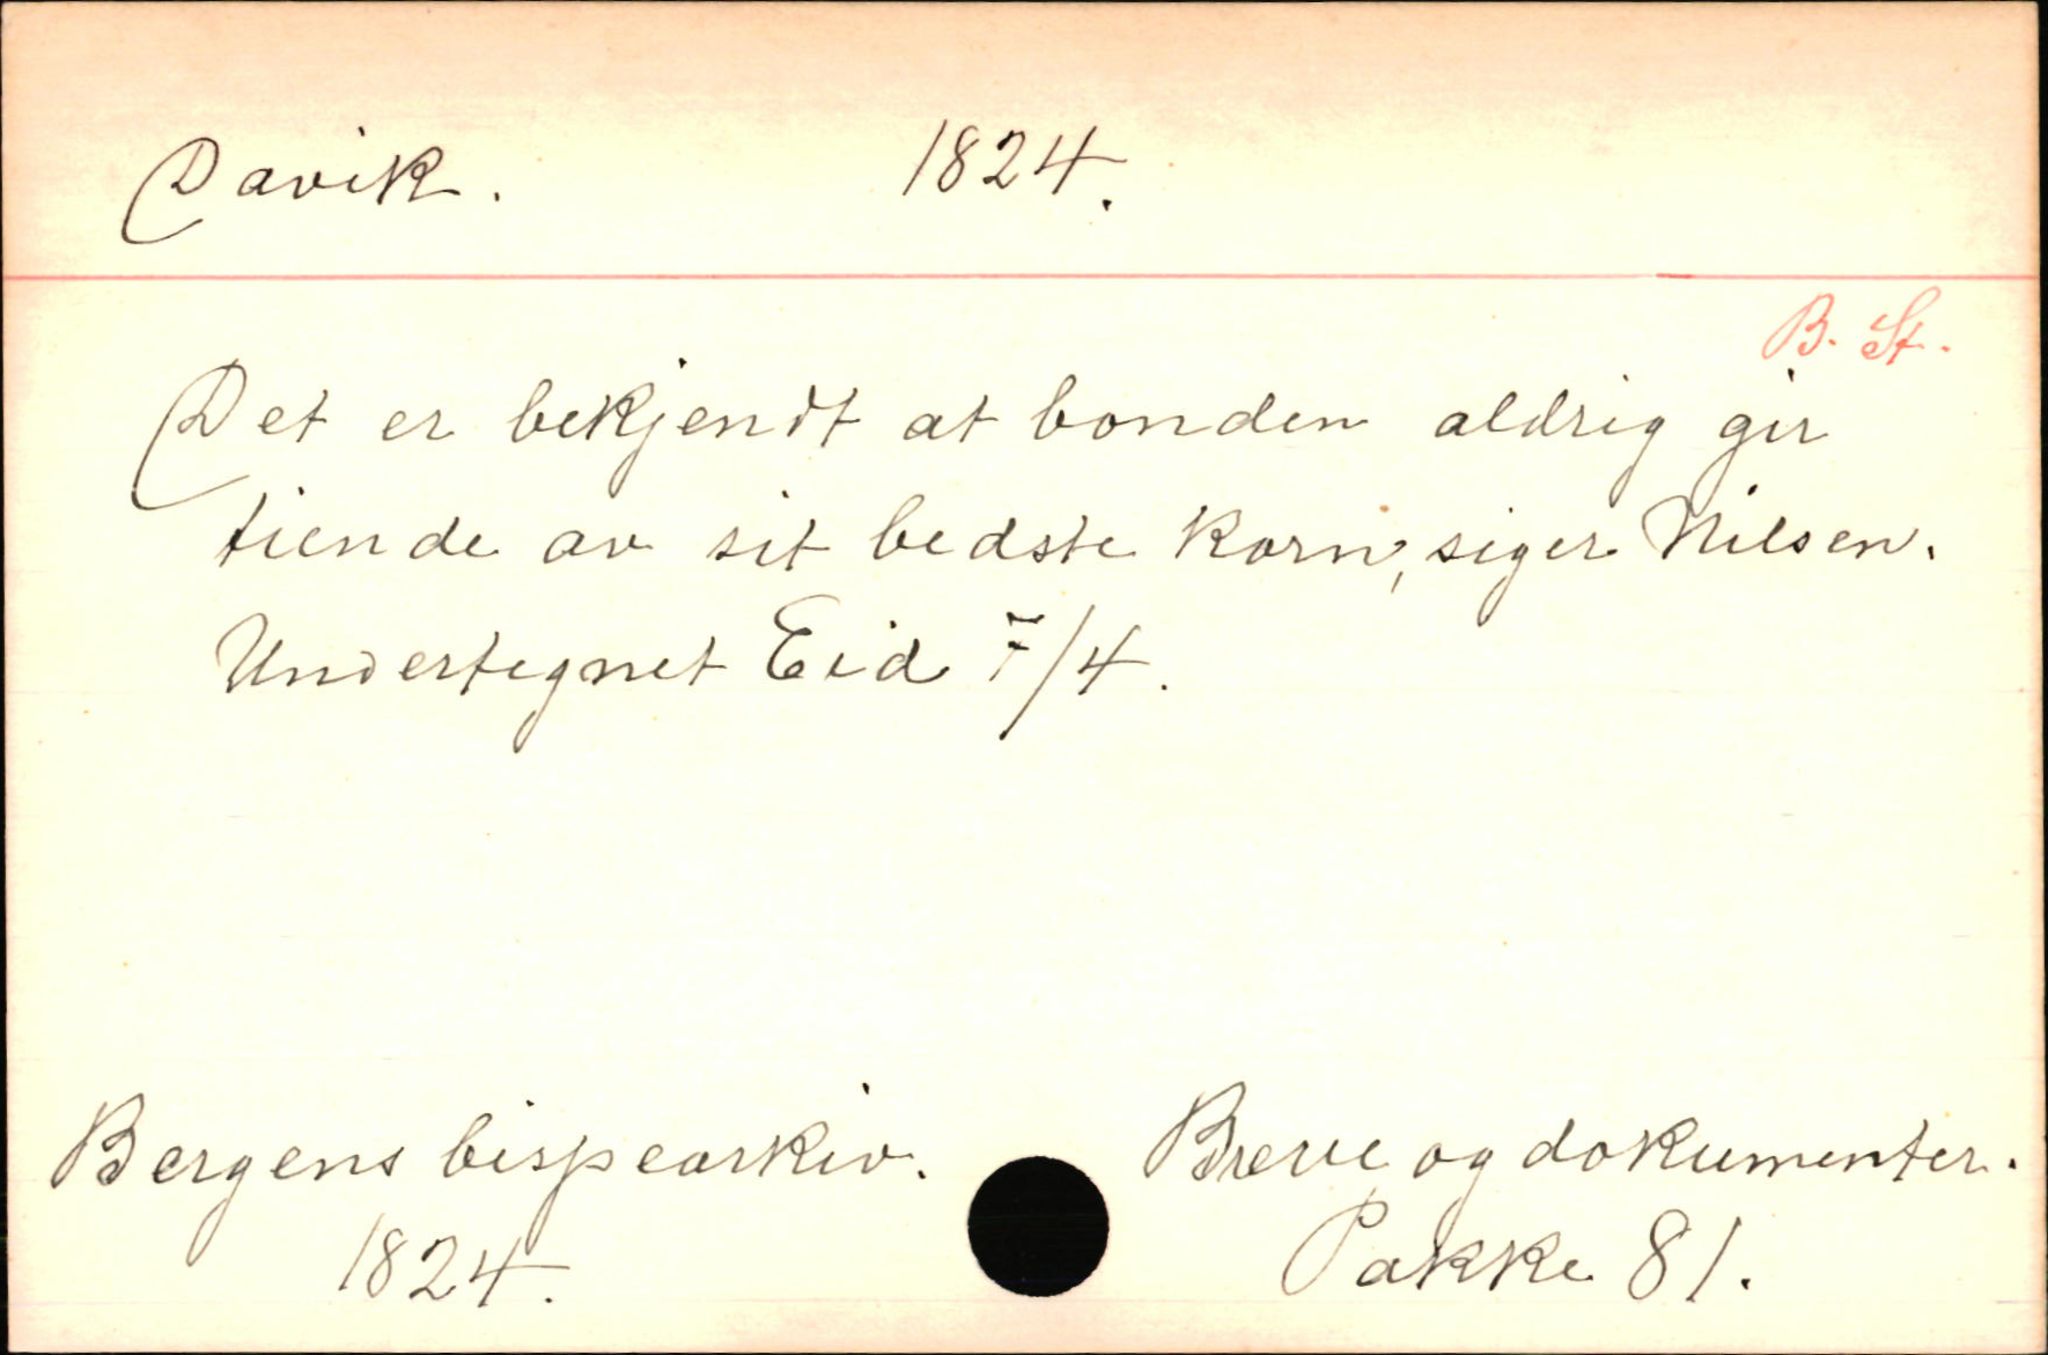 Davik. 1824.
B. St.
Det er bekjendt at bonden aldrig gir
tiende av sit bedste korn, siger Nilsen.
Undertegnet Eid 7/4.
Bergens bispearkiv. Breve og dokumenter.
1824. Pakke 81.